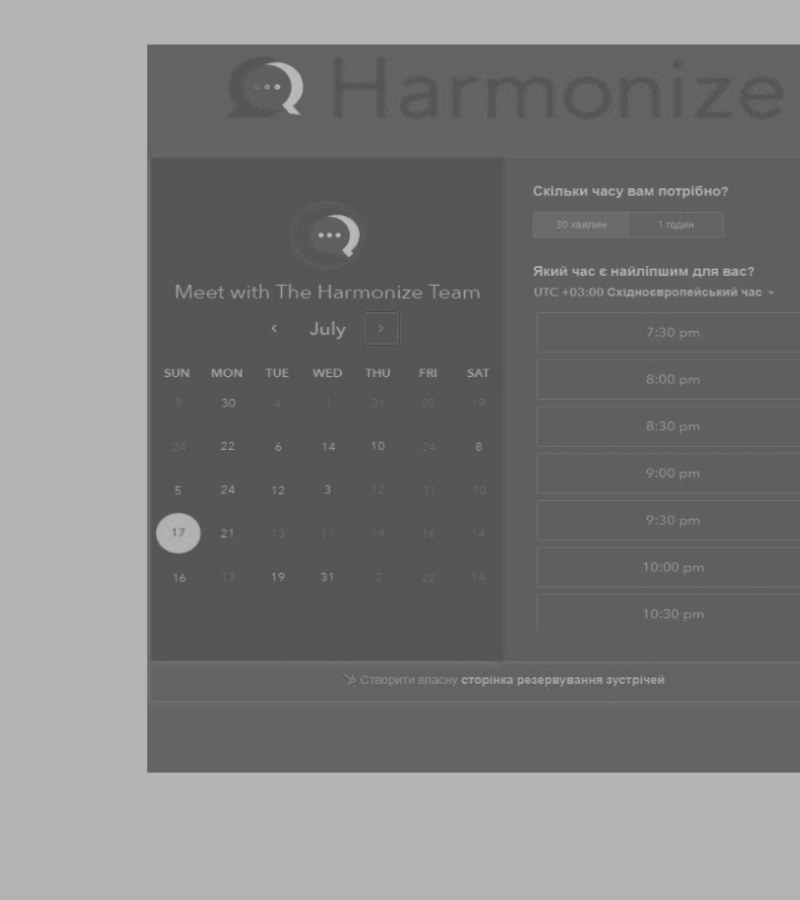 Harmonize
Meet with The Harmonize Team
July
SUN MON TUE WED THU FRI SAT
8 30 4 1 21 22 19
24 22 6 14 10 24 8
5 24 12 3 12 31 10
17 21 13 11 19 16 14
16 13 19 31 2 22 14
Скільки часу вам потрібно?
30 хвилин 1 годин
Який час є найліпшим для вас?
UTC +03:00 Східноєвропейський час
7:30 pm
8:00 pm
8:30 pm
9:00 pm
9:30 pm
10:00 pm
10:30 pm
Створити власну сторінка резервування зустрічей